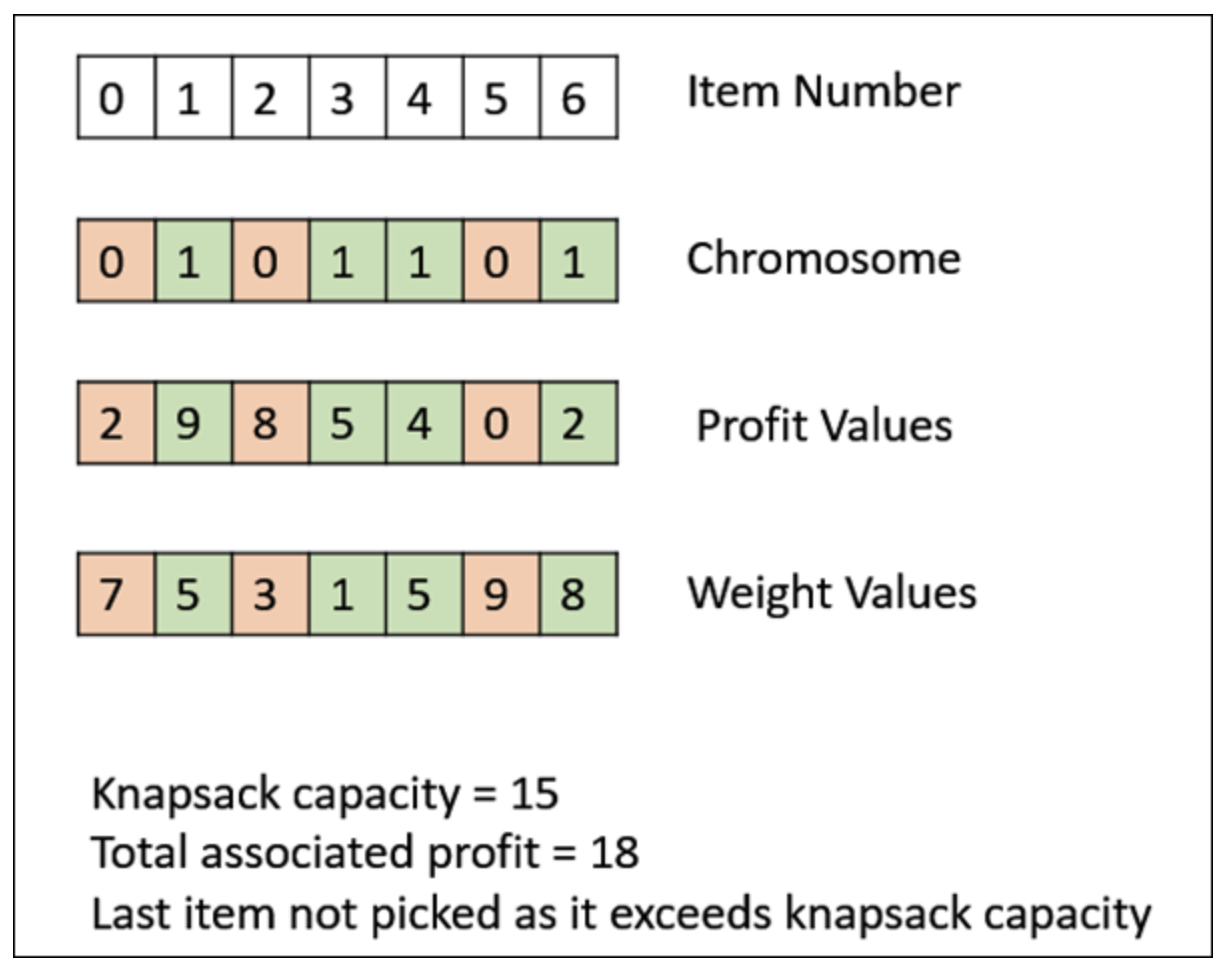 0 1 2 3 4 5 6 Item Number
0 1 0 1 1 0 1 Chromosome
2 9 8 5 4 0 2 Profit Values
7 5 3 1 5 9 8 Weight Values
Knapsack capacity = 15
Total associated profit = 18
Last item not picked as it exceeds knapsack capacity